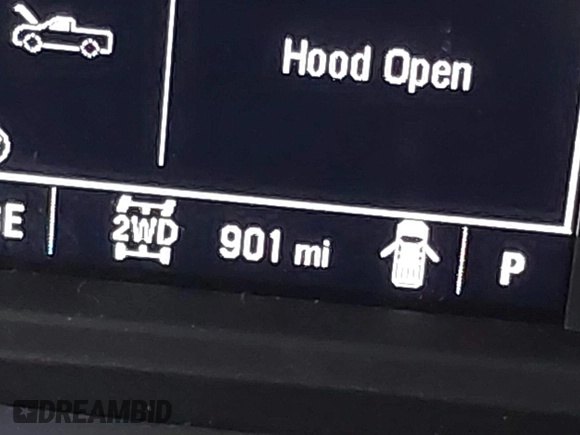 Hood Open
E
2WD
901 mi
P
DREAMBID